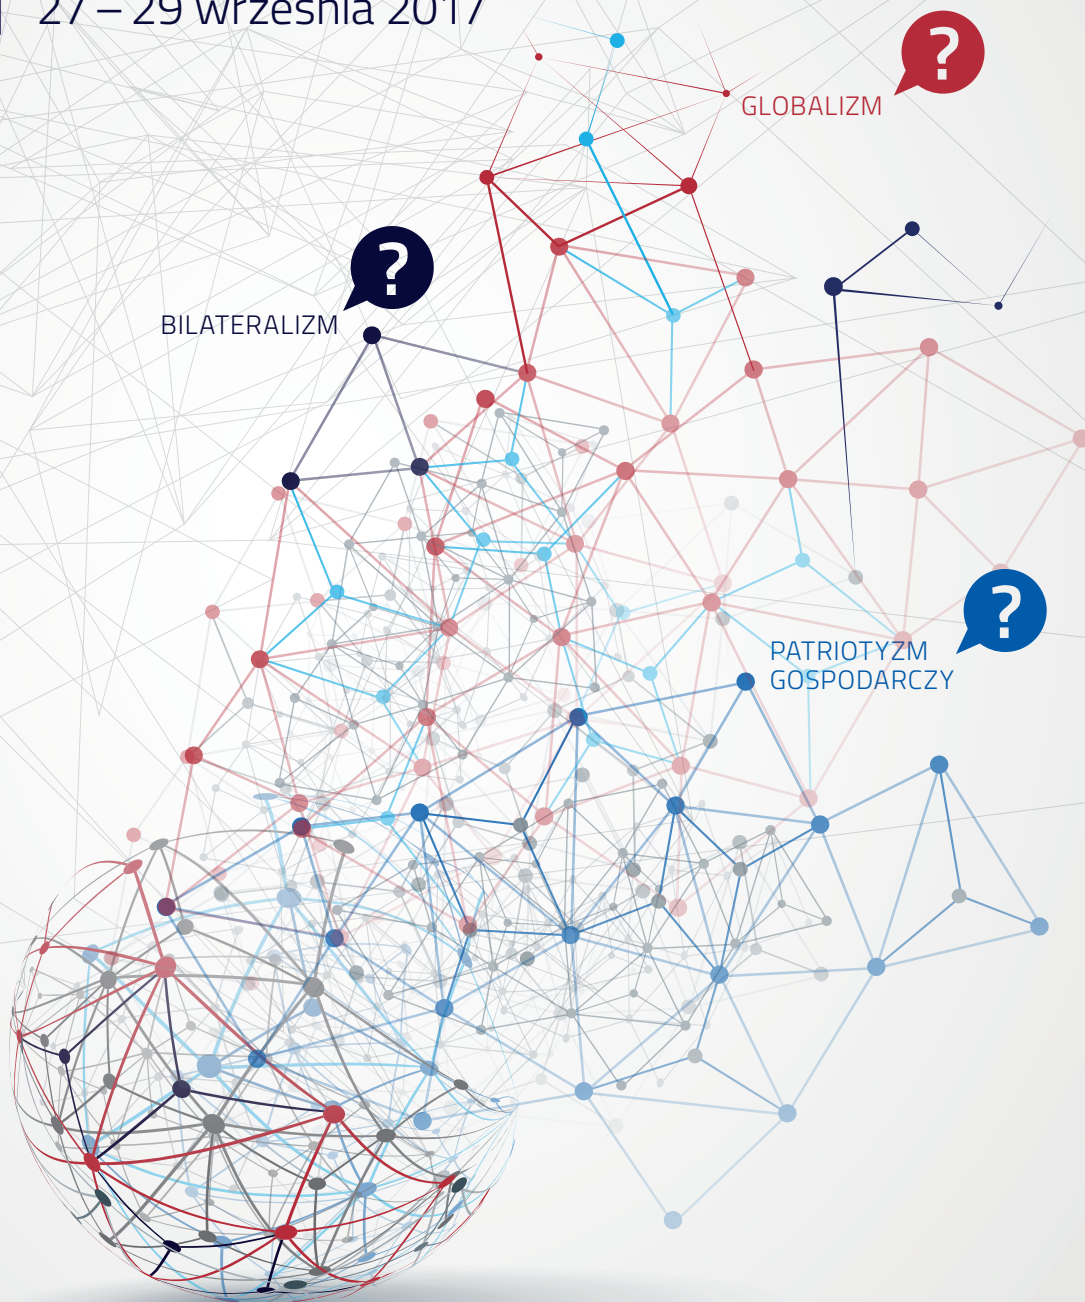 27 – 29 września 2017
?
GLOBALIZM
?
BILATERALIZM
?
PATRIOTYZM
GOSPODARCZY